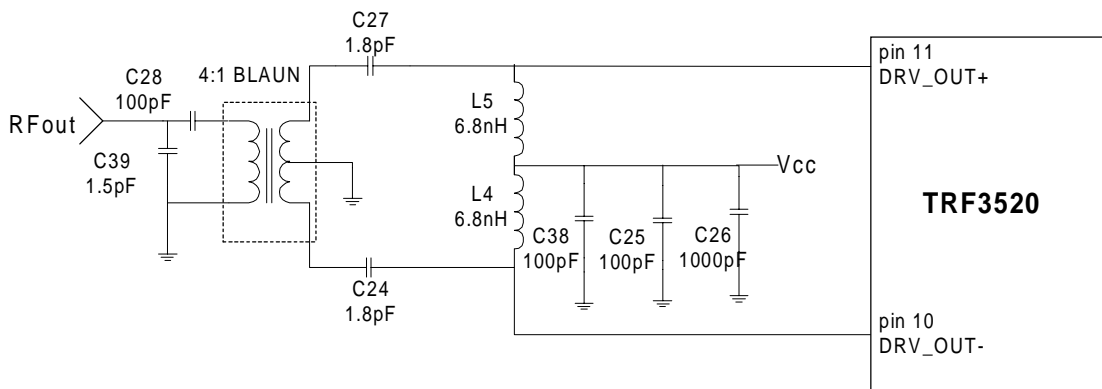 C27
1.8pF
pin 11
DRV_OUT+
4:1 BLAUN
C28
100pF
RFout
L5
6.8nH
C39
1.5pF
Vcc
L4
6.8nH
TRF3520
C38
100pF
C25
100pF
C26
1000pF
C24
1.8pF
pin 10
DRV_OUT-